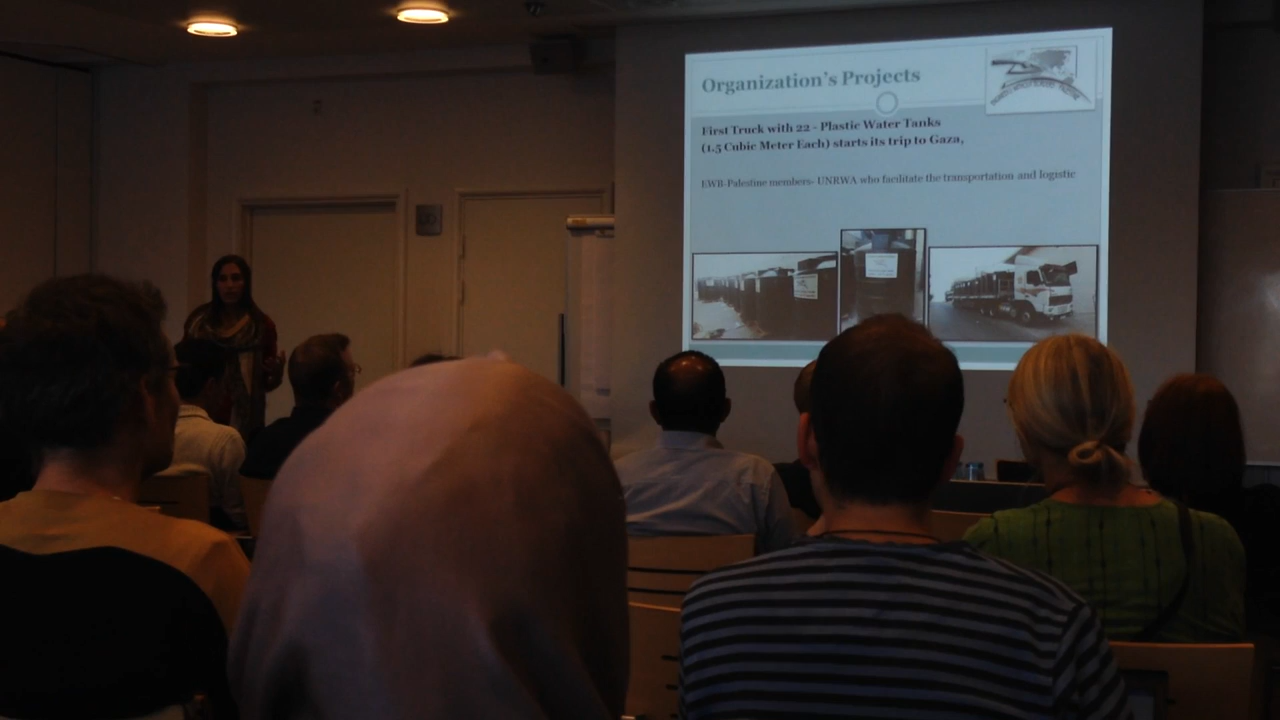 Organization's Projects
First Truck with 22 - Plastic Water Tanks
(1.5 Cubic Meter Each) starts its trip to Gaza,
EWB-Palestine members- UNRWA who facilitate the transportation and logistic